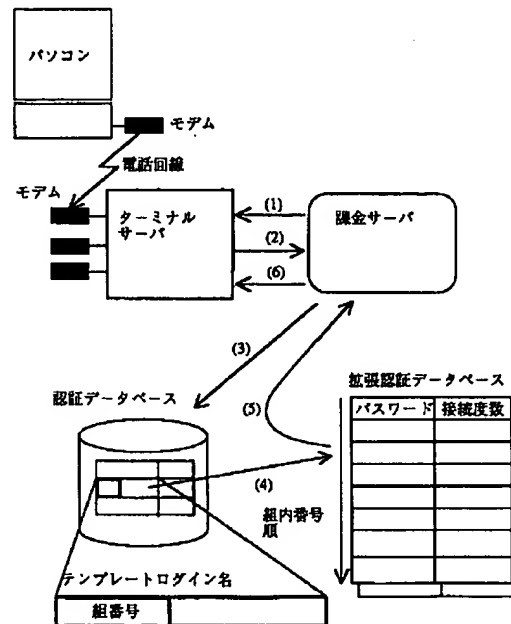 パソコン
モデム
電話回線
モデム
ターミナル
サーバ
(1)
(2)
(6)
課金サーバ
(3)
(5)
認証データベース
拡張認証データベース
パスワード 接続度数
(4)
組内番号
順
テンプレートログイン名
組番号